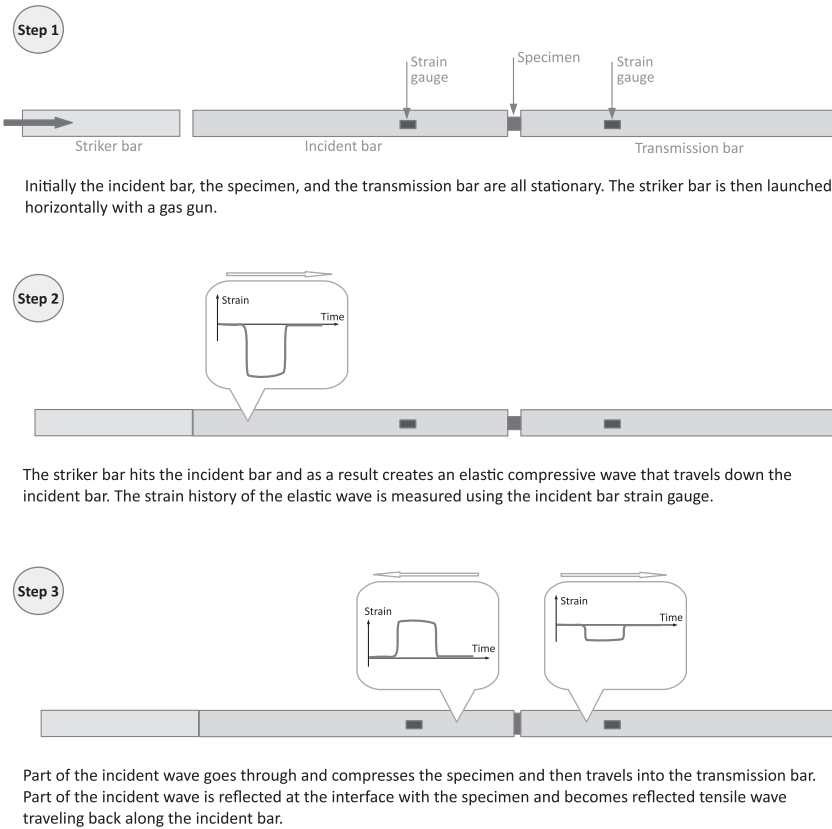 Step 1
Strain
gauge
Specimen
Strain
gauge
Striker bar
Incident bar
Transmission bar
Initially the incident bar, the specimen, and the transmission bar are all stationary. The striker bar is then launched
horizontally with a gas gun.
Step 2
Strain
Time
The striker bar hits the incident bar and as a result creates an elastic compressive wave that travels down the
incident bar. The strain history of the elastic wave is measured using the incident bar strain gauge.
Step 3
Strain
Time
Strain
Time
Part of the incident wave goes through and compresses the specimen and then travels into the transmission bar.
Part of the incident wave is reflected at the interface with the specimen and becomes reflected tensile wave
traveling back along the incident bar.